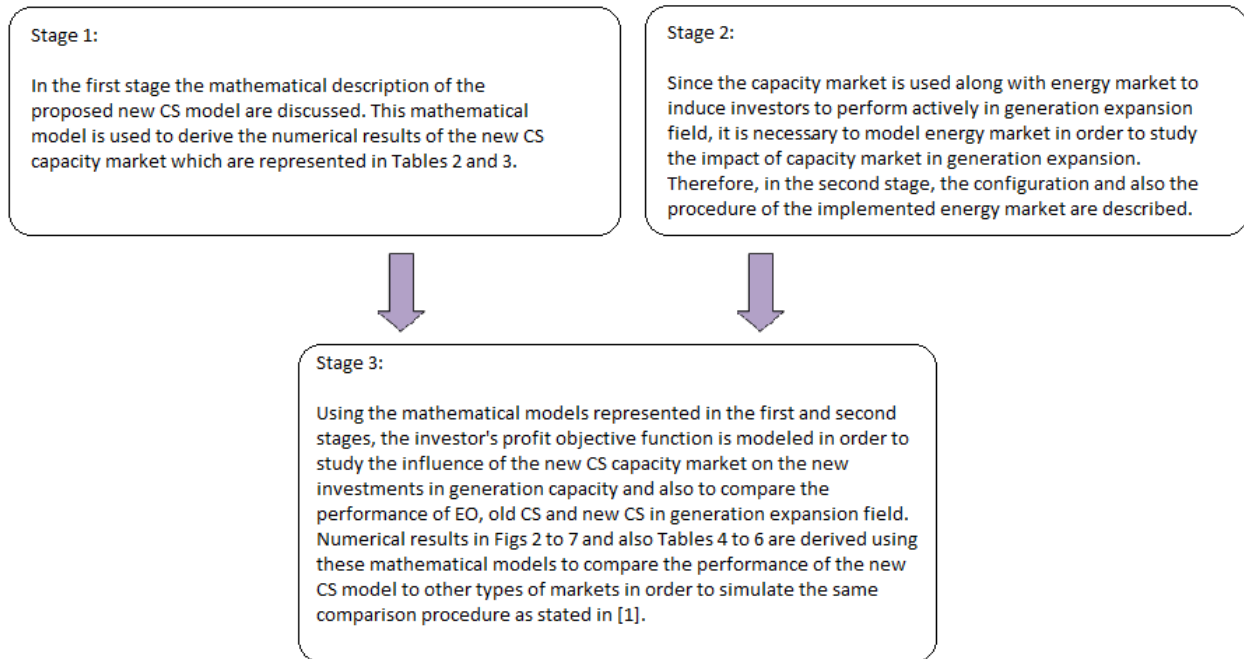 Stage 1:
In the first stage the mathematical description of the
proposed new CS model are discussed. This mathematical
model is used to derive the numerical results of the new CS
capacity market which are represented in Tables 2 and 3.
Stage 2:
Since the capacity market is used along with energy market to
induce investors to perform actively in generation expansion
field, it is necessary to model energy market in order to study
the impact of capacity market in generation expansion.
Therefore, in the second stage, the configuration and also the
procedure of the implemented energy market are described.
Stage 3:
Using the mathematical models represented in the first and second
stages, the investor's profit objective function is modeled in order to
study the influence of the new CS capacity market on the new
investments in generation capacity and also to compare the
performance of EO, old CS and new CS in generation expansion field.
Numerical results in Figs 2 to 7 and also Tables 4 to 6 are derived using
these mathematical models to compare the performance of the new
CS model to other types of markets in order to simulate the same
comparison procedure as stated in [1].